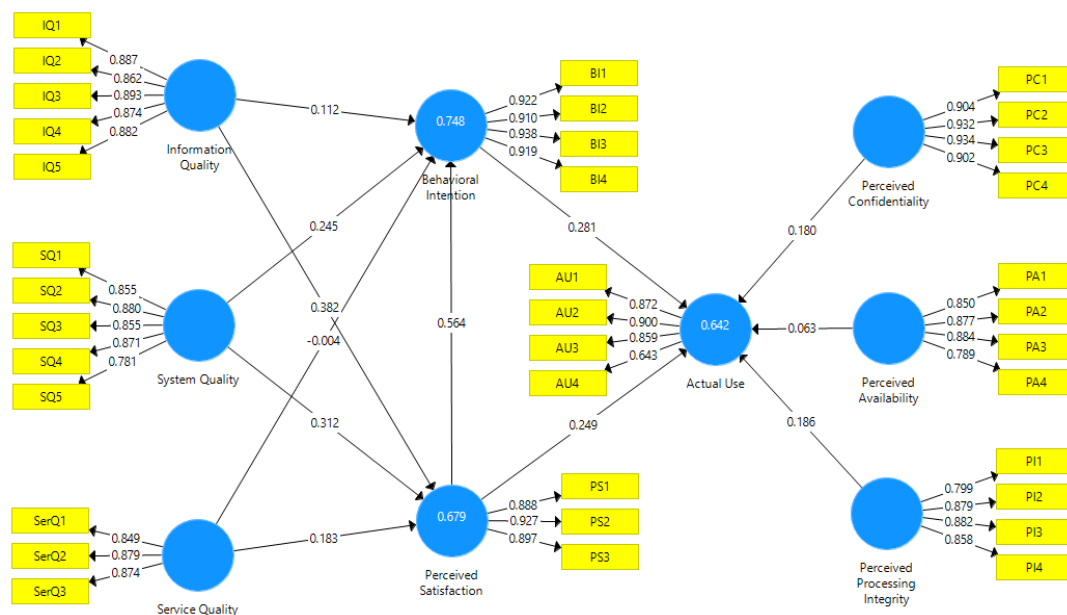 IQ1
IQ2
IQ3
IQ4
IQ5
0.887
0.862
0.893
0.874
0.882
Information
Quality
SQ1
SQ2
SQ3
SQ4
SQ5
0.855
0.880
0.855
0.871
0.781
System Quality
SerQ1
SerQ2
SerQ3
0.849
0.879
0.874
Service Quality
0.112
0.245
0.382
-0.004
0.312
0.183
0.748
Behavioral
Intention
0.922
0.910
0.938
0.919
BI1
BI2
BI3
BI4
0.564
0.679
Perceived
Satisfaction
0.888
0.927
0.897
PS1
PS2
PS3
0.281
0.249
AU1
AU2
AU3
AU4
0.872
0.900
0.859
0.643
0.642
Actual Use
0.180
0.063
0.186
Perceived
Confidentiality
0.904
0.932
0.934
0.902
PC1
PC2
PC3
PC4
Perceived
Availability
0.850
0.877
0.884
0.789
PA1
PA2
PA3
PA4
Perceived
Processing
Integrity
0.799
0.879
0.882
0.858
PI1
PI2
PI3
PI4